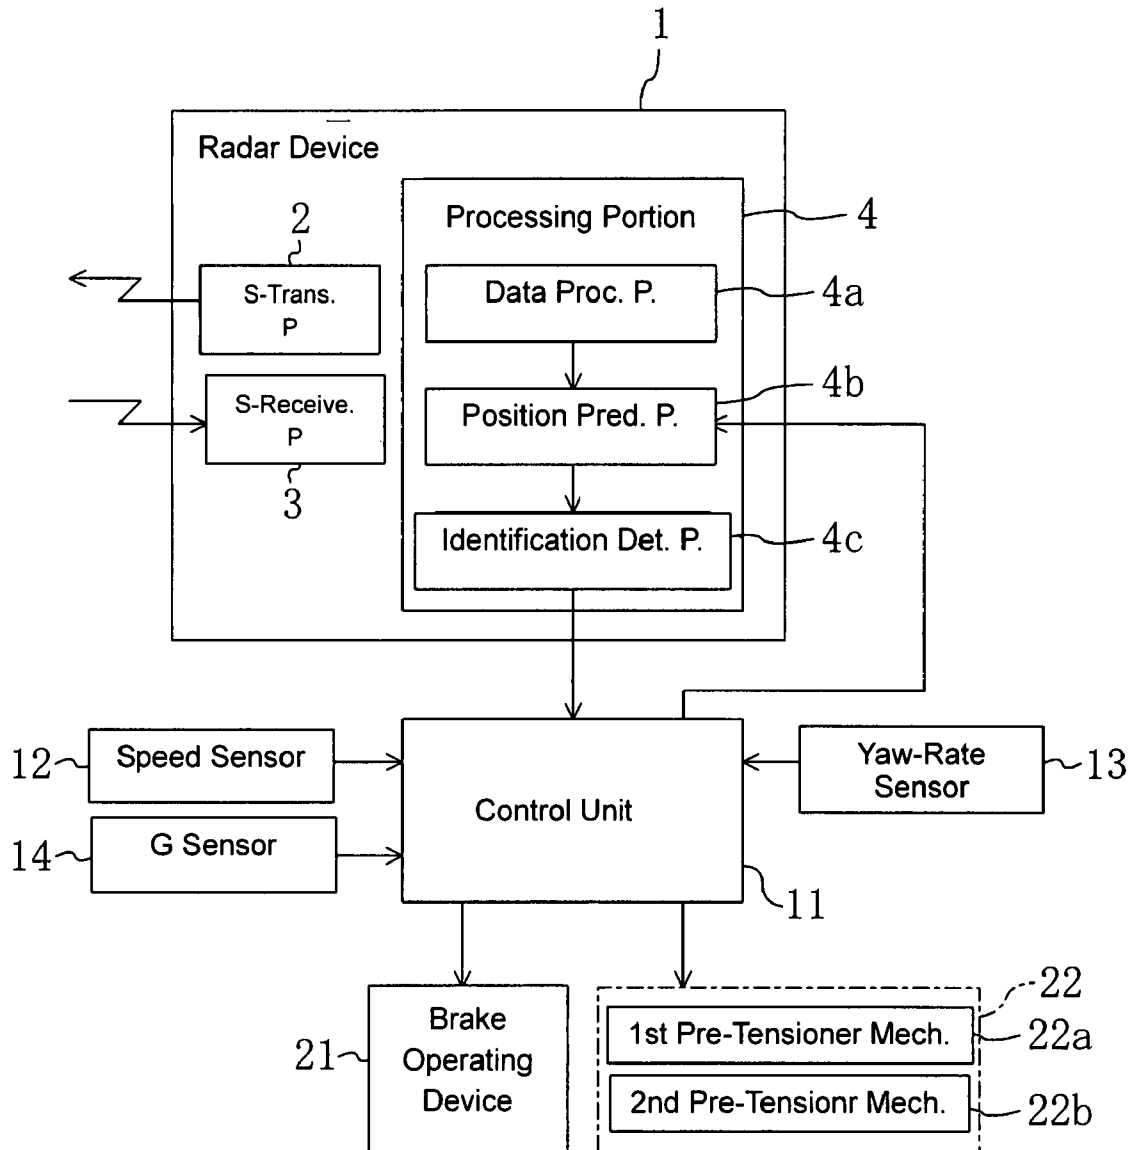 1
Radar Device
Processing Portion
4
2
S-Trans.
P
Data Proc. P.
4a
S-Receive.
P
3
Position Pred. P.
4b
Identification Det. P.
4c
12
Speed Sensor
Yaw-Rate
Sensor
13
Control Unit
14
G Sensor
11
21
Brake
Operating
Device
22
1st Pre-Tensioner Mech.
22a
2nd Pre-Tensionr Mech.
22b